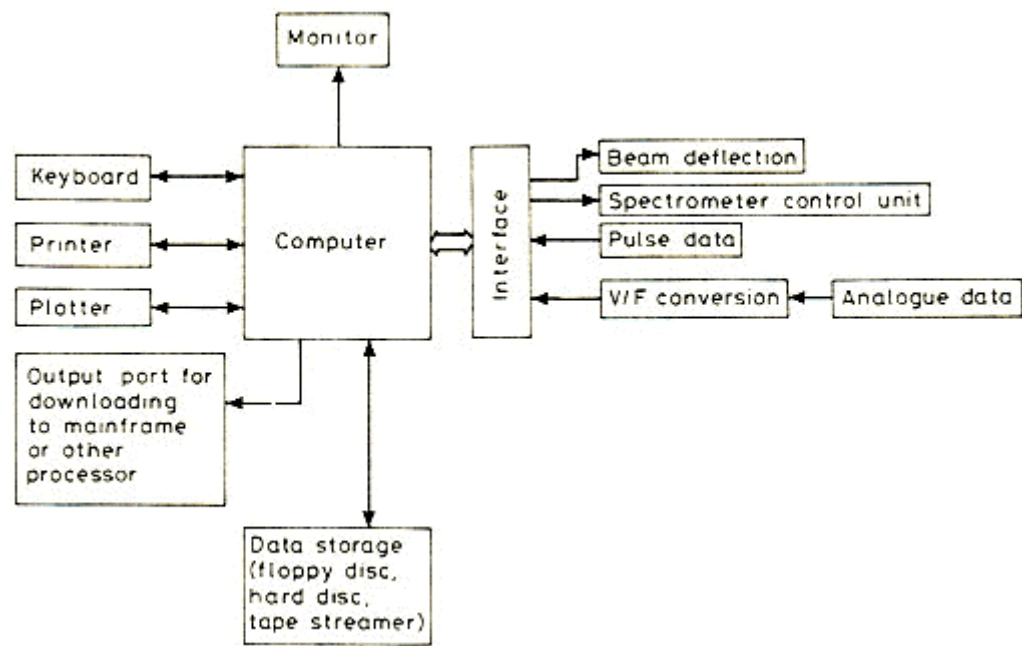 Monitor
Keyboard
Printer
Plotter
Computer
Interface
Beam deflection
Spectrometer control unit
Pulse data
V/F conversion
Analogue data
Output port for
downloading
to mainframe
or other
processor
Data storage
(floppy disc,
hard disc,
tape streamer)